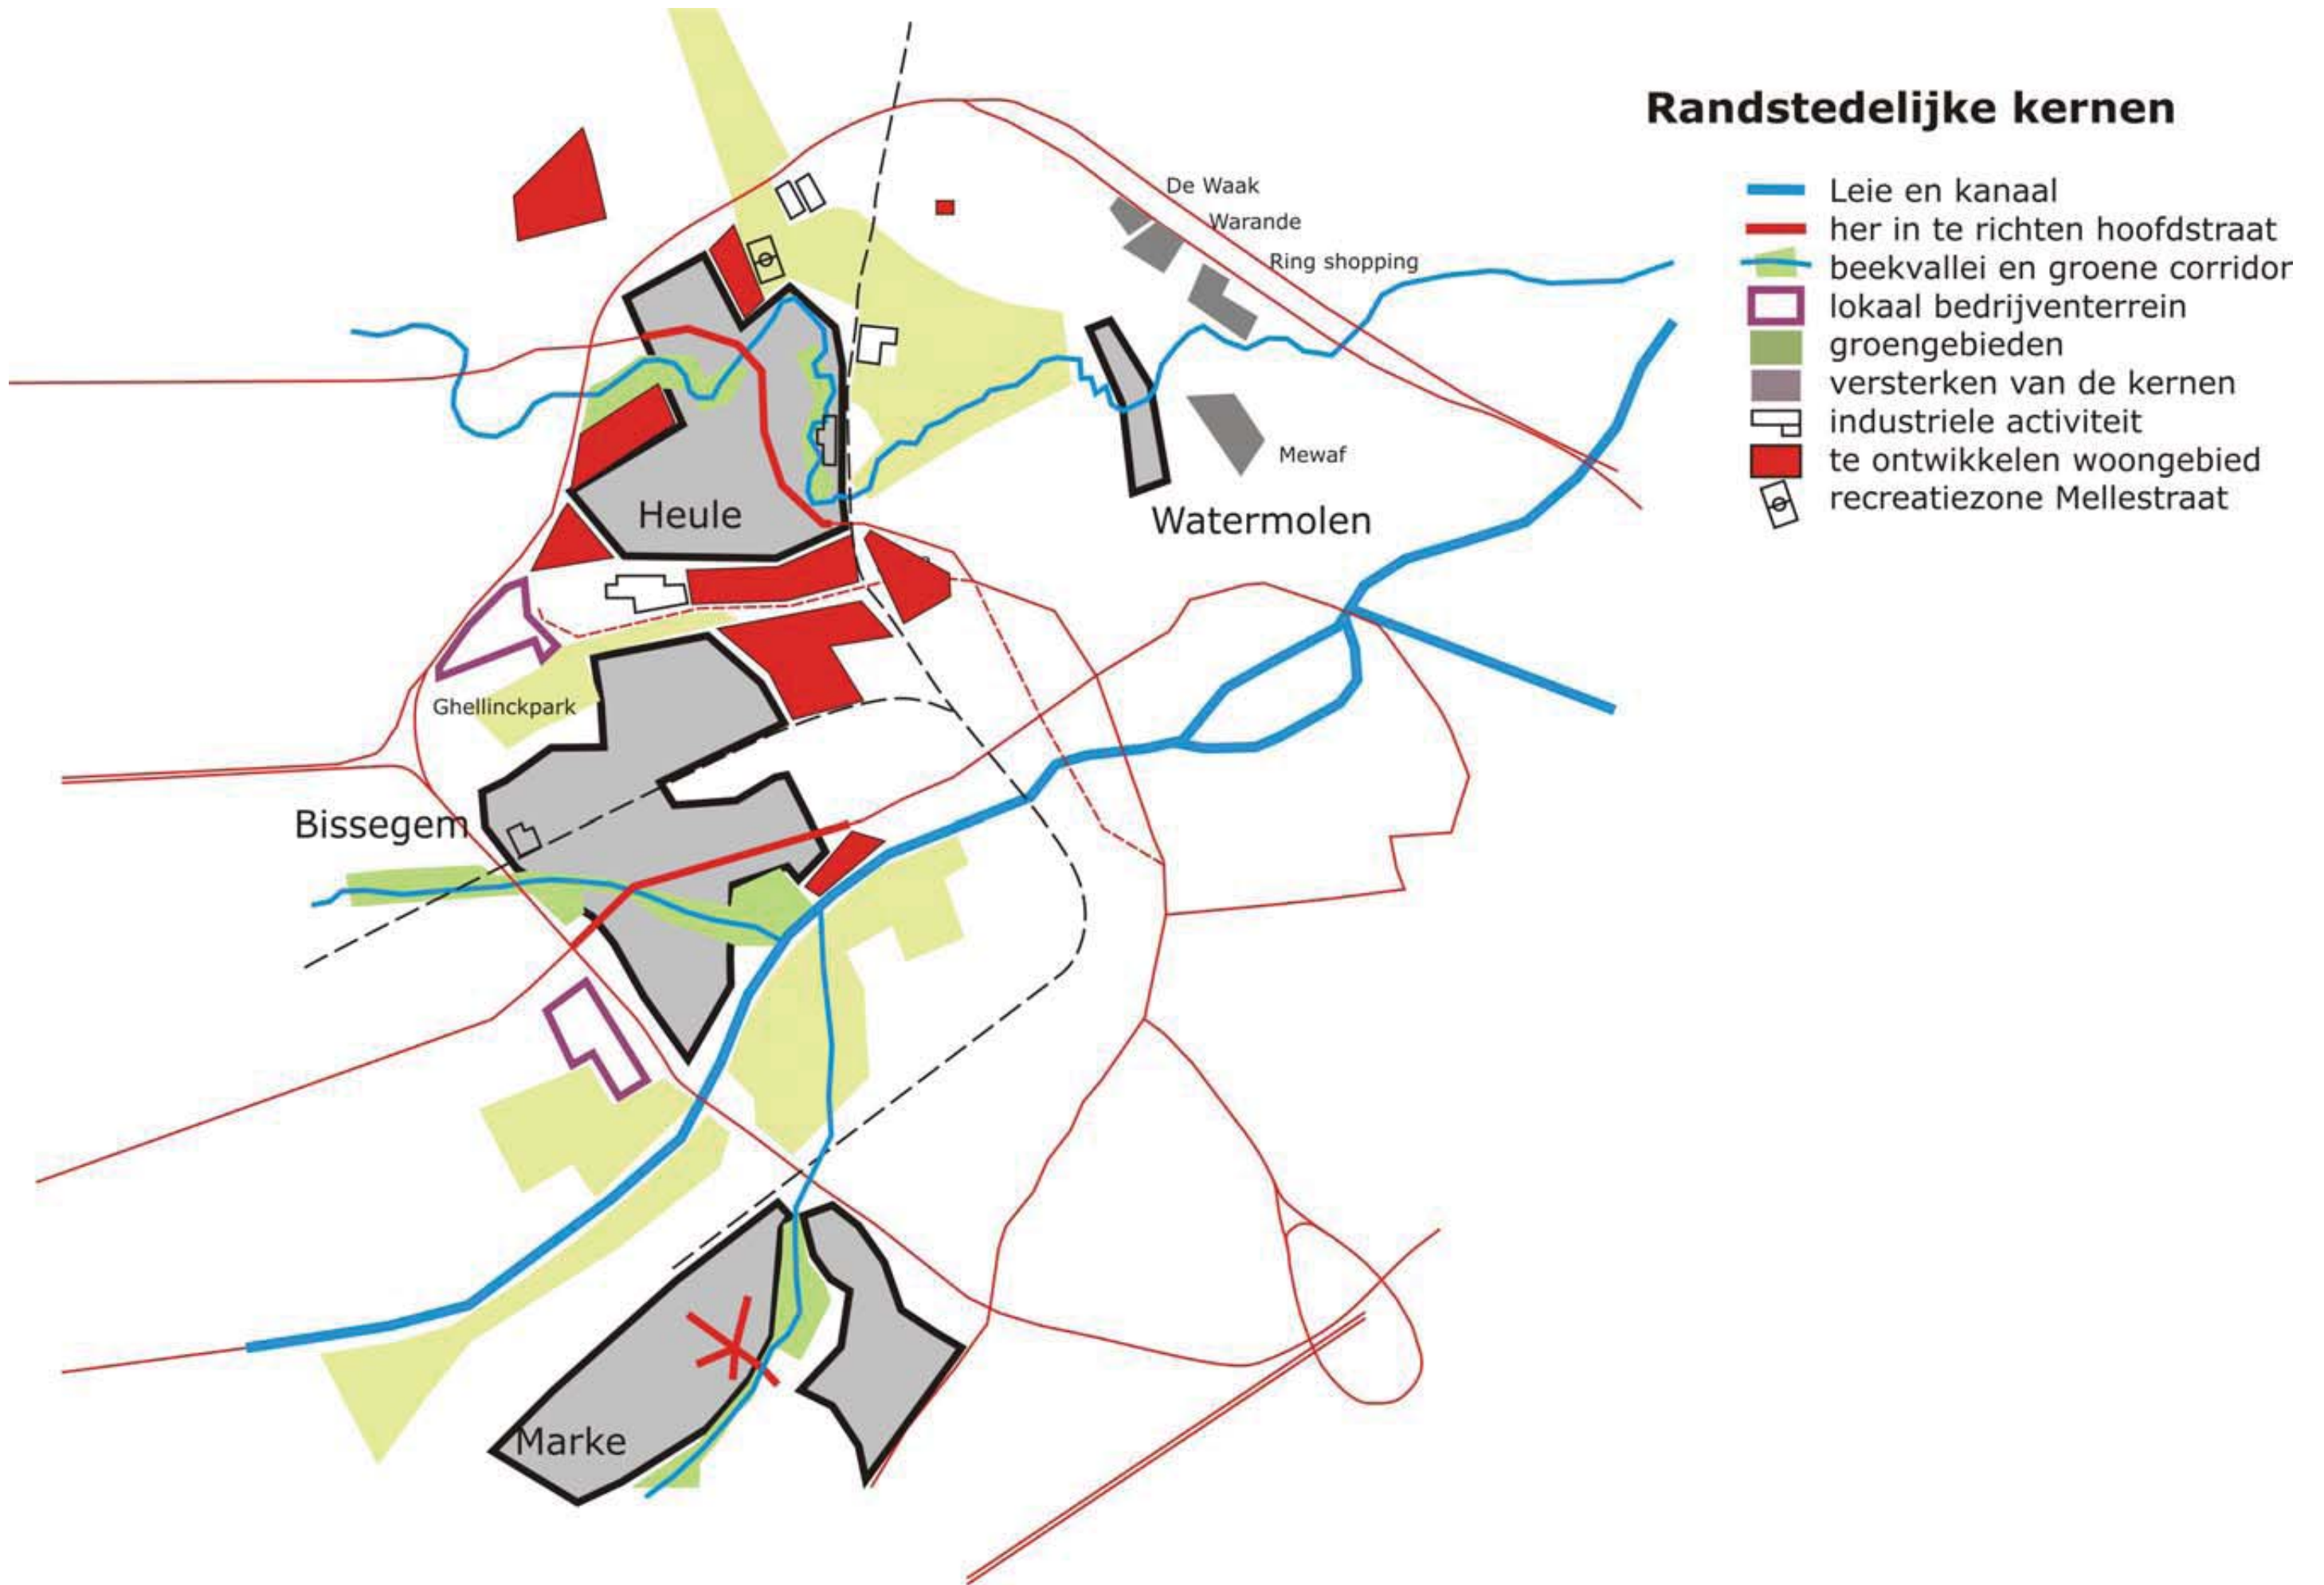 Randstedelijke kernen
Leie en kanaal
her in te richten hoofdstraat
beekvallei en groene corridor
lokaal bedrijventerrein
groengebieden
versterken van de kernen
industriele activiteit
te ontwikkelen woongebied
recreatiezone Mellestraat
De Waak
Warande
Ring shopping
Mewaf
Heule
Watermolen
Ghellinckpark
Bissegem
Marke